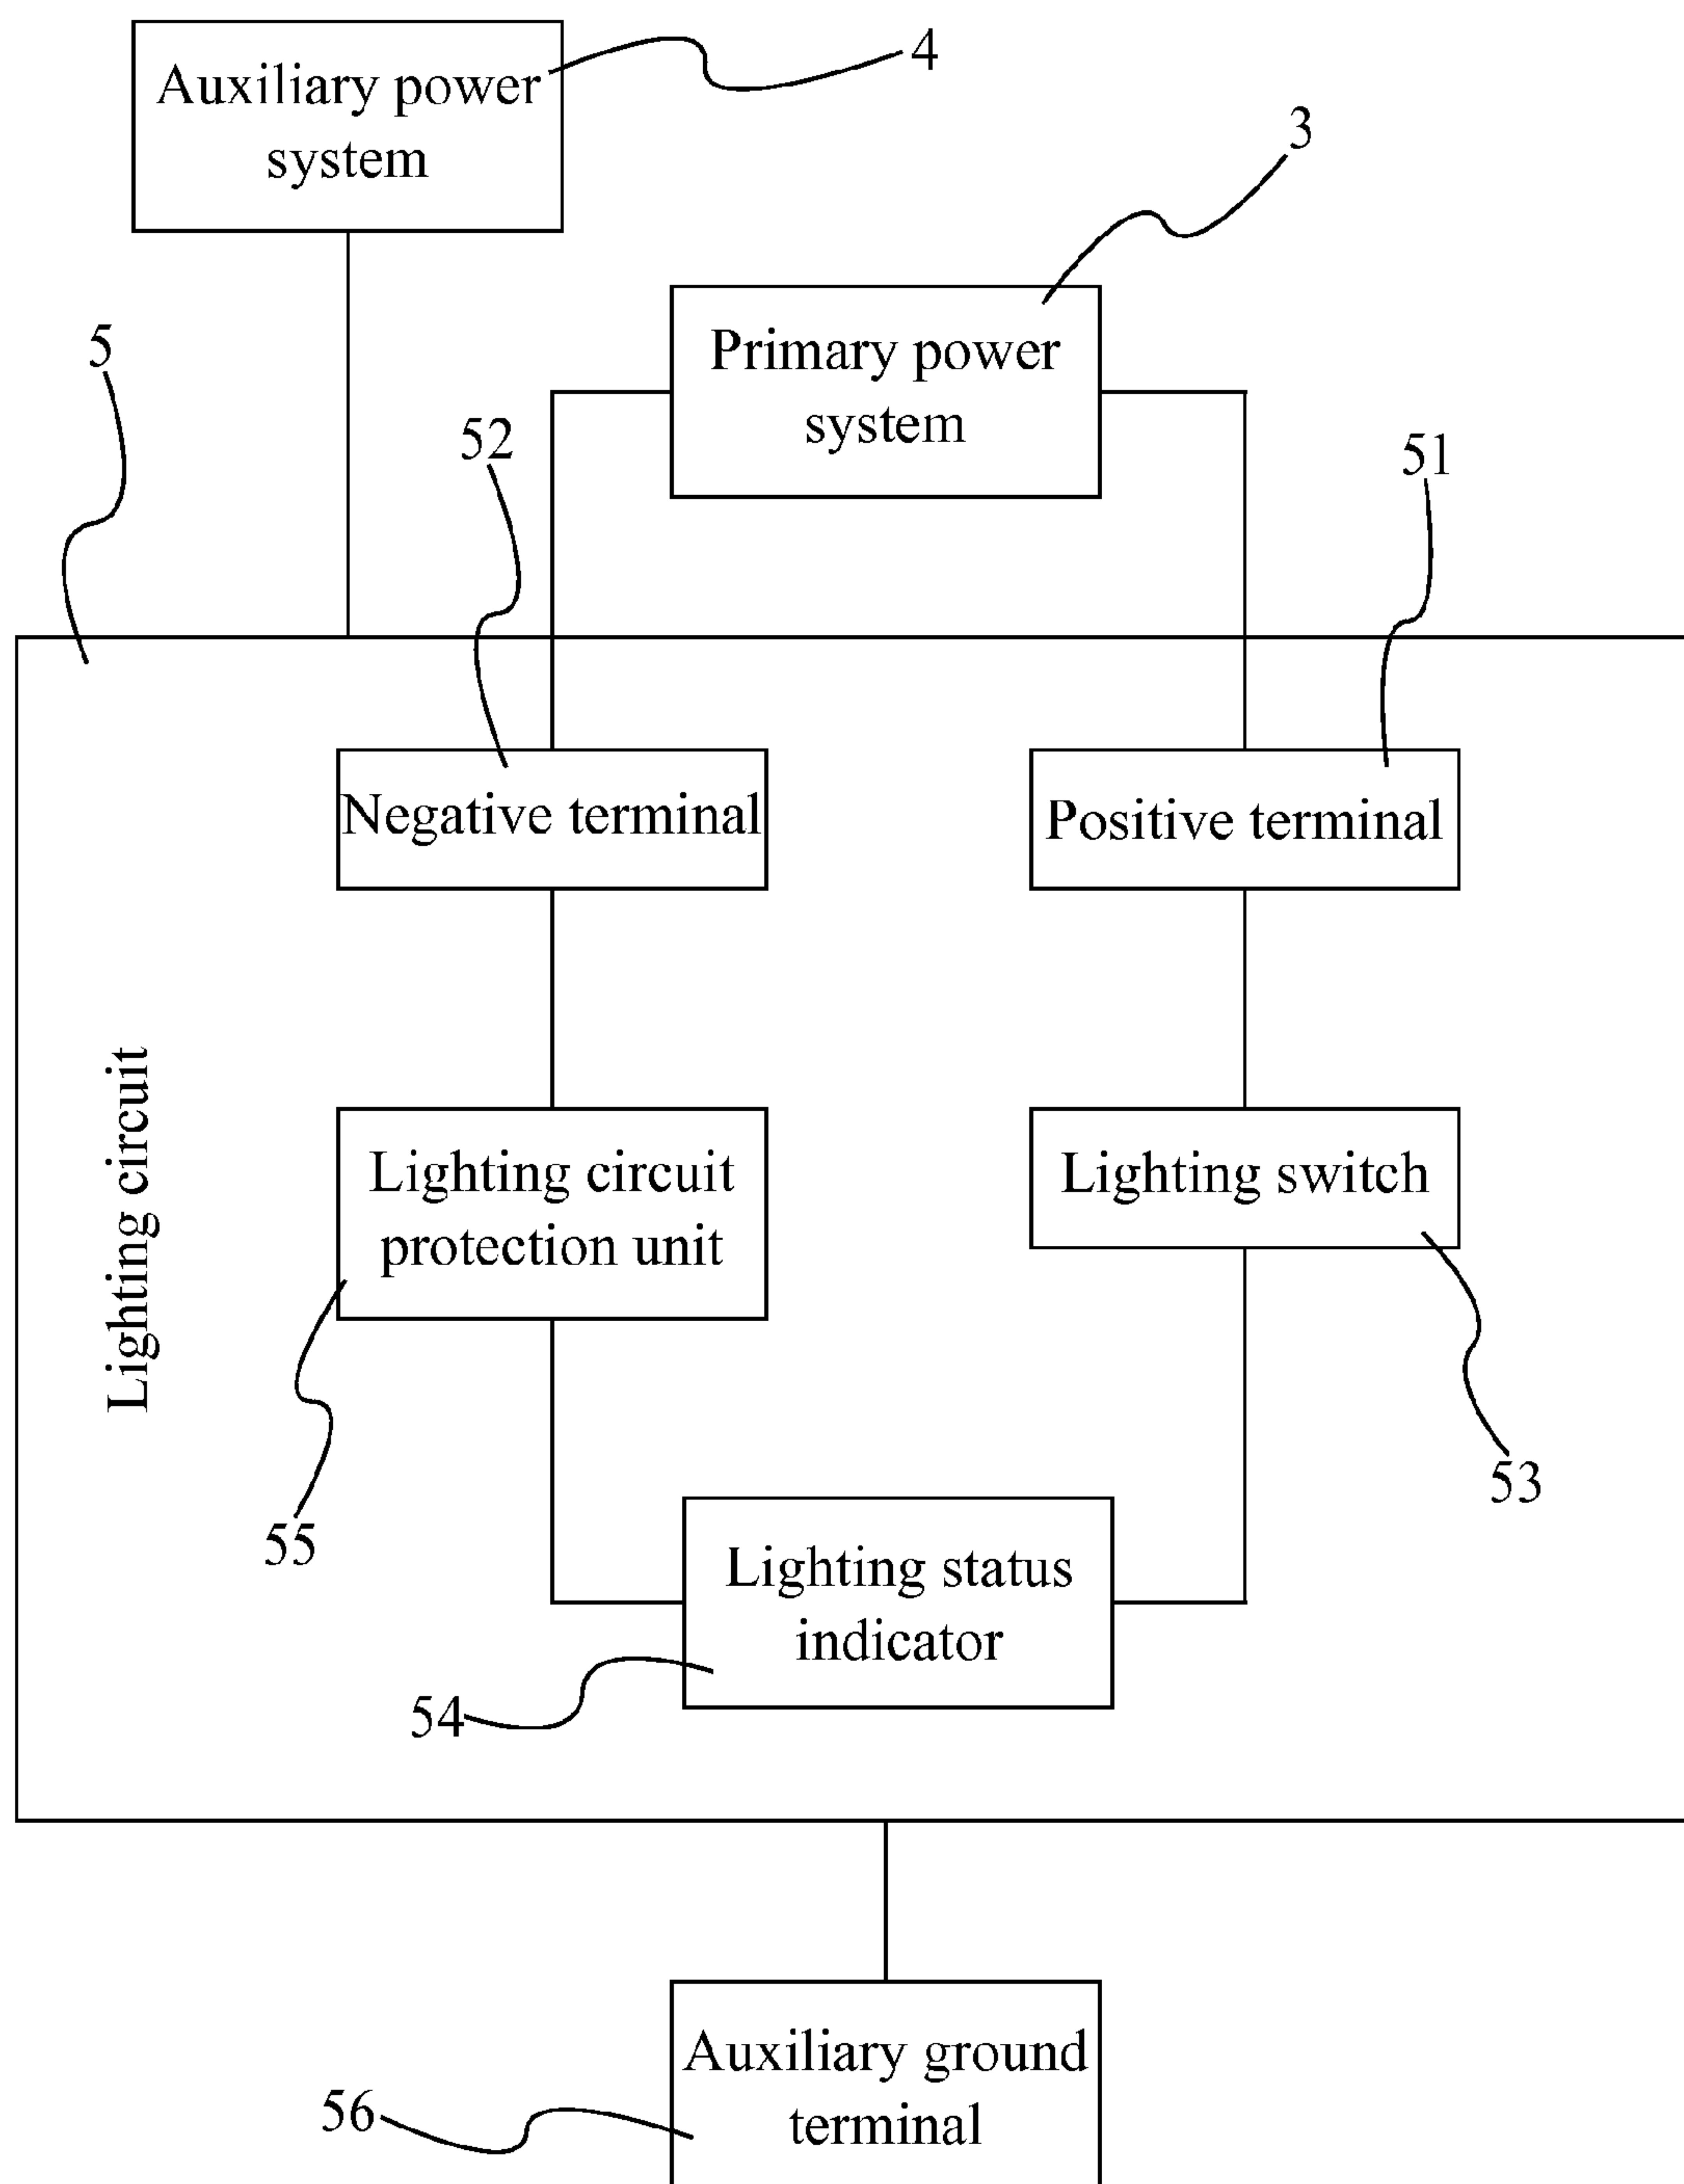 Auxiliary power
system
4
3
Primary power
system
5
52
51
Negative terminal
Positive terminal
Lighting circuit
Lighting circuit
protection unit
Lighting switch
55
53
Lighting status
indicator
54
Auxiliary ground
terminal
56